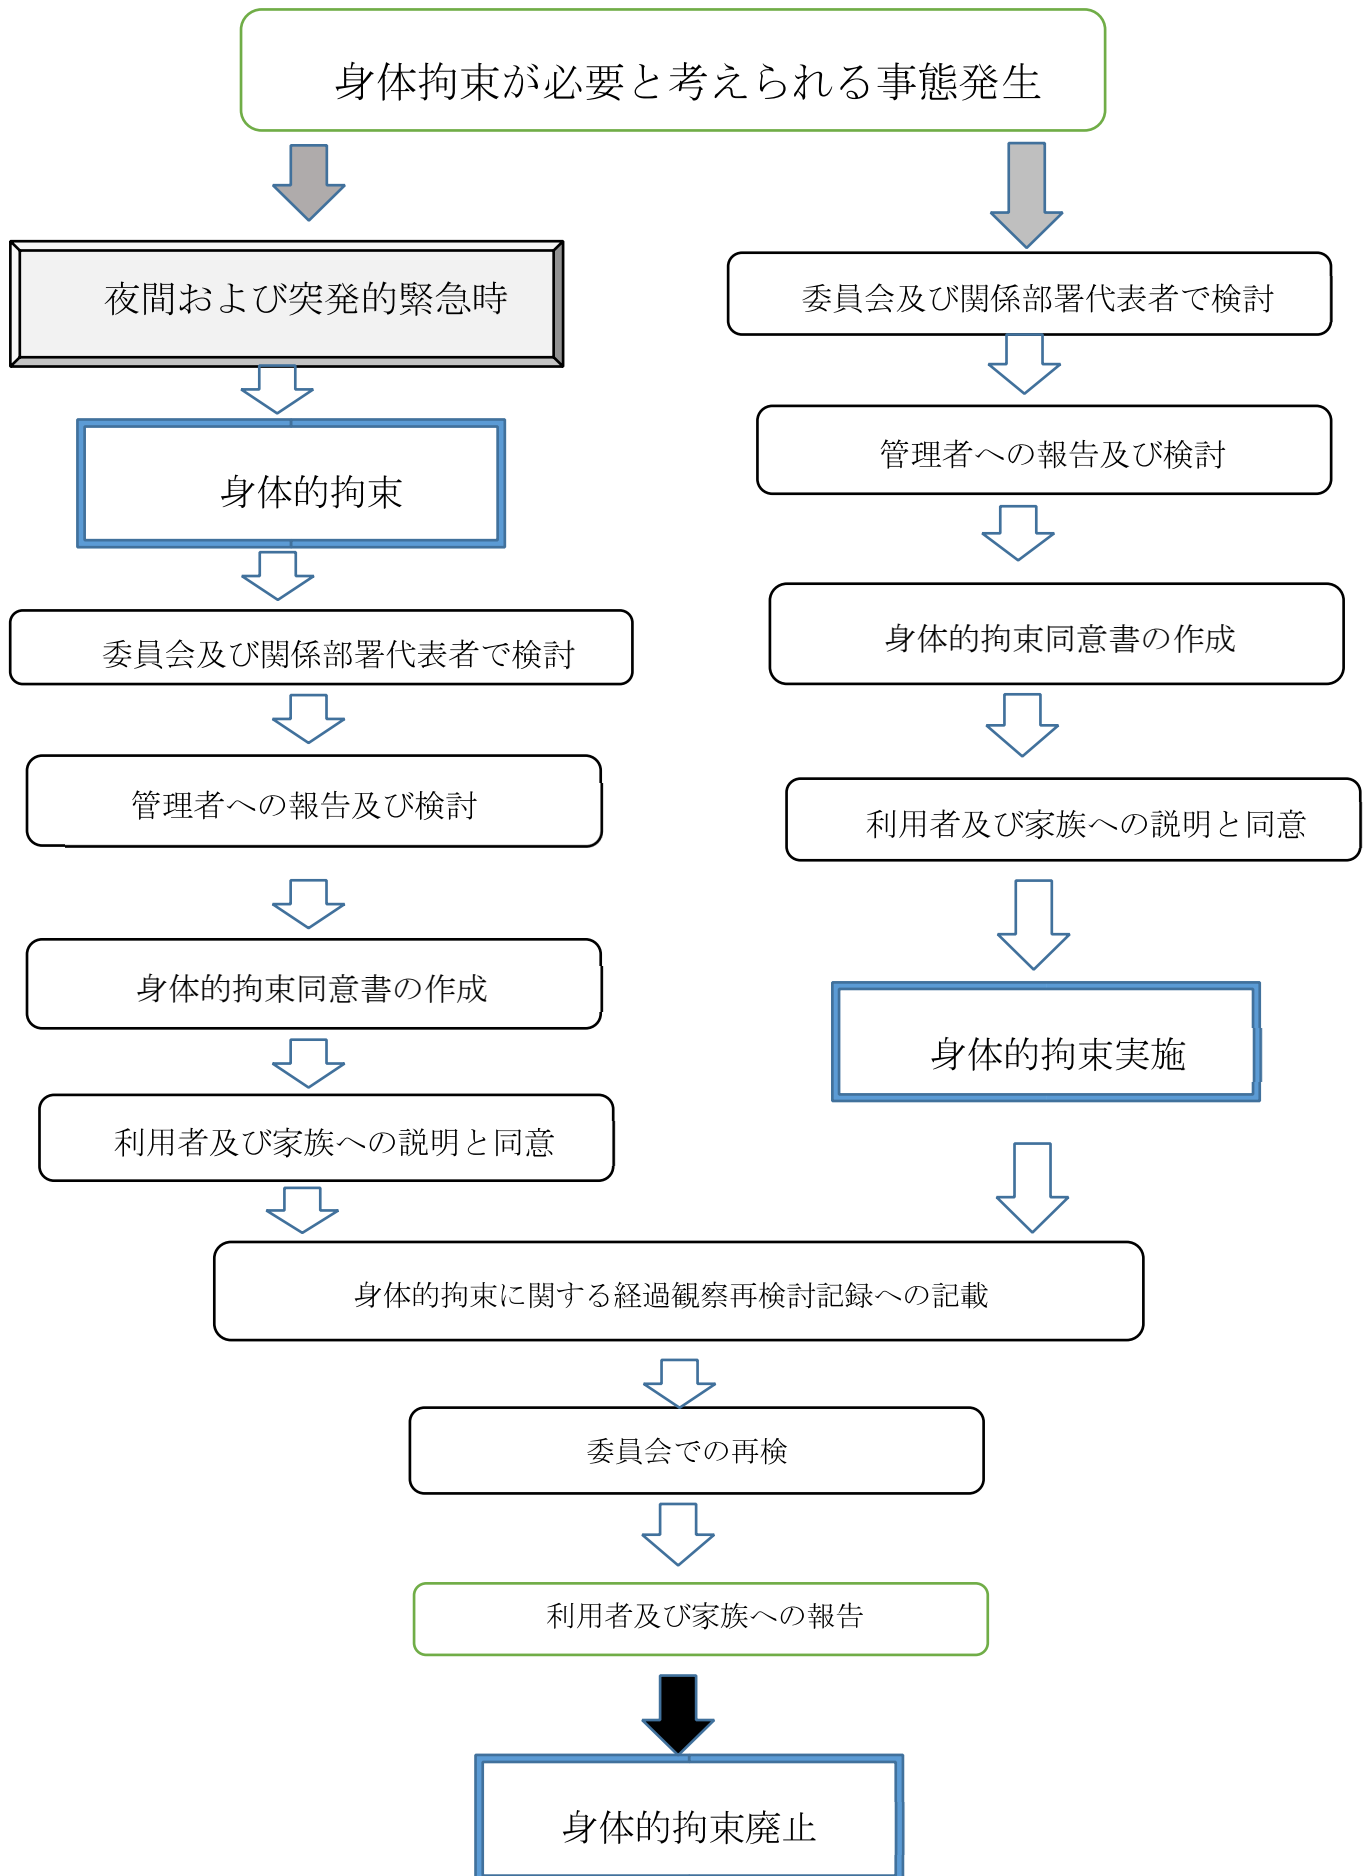 身体拘束が必要と考えられる事態発生
夜間および突発的緊急時
身体的拘束
委員会及び関係部署代表者で検討
管理者への報告及び検討
身体的拘束同意書の作成
利用者及び家族への説明と同意
委員会及び関係部署代表者で検討
管理者への報告及び検討
身体的拘束同意書の作成
利用者及び家族への説明と同意
身体的拘束実施
身体的拘束に関する経過観察再検討記録への記載
委員会での再検
利用者及び家族への報告
身体的拘束廃止